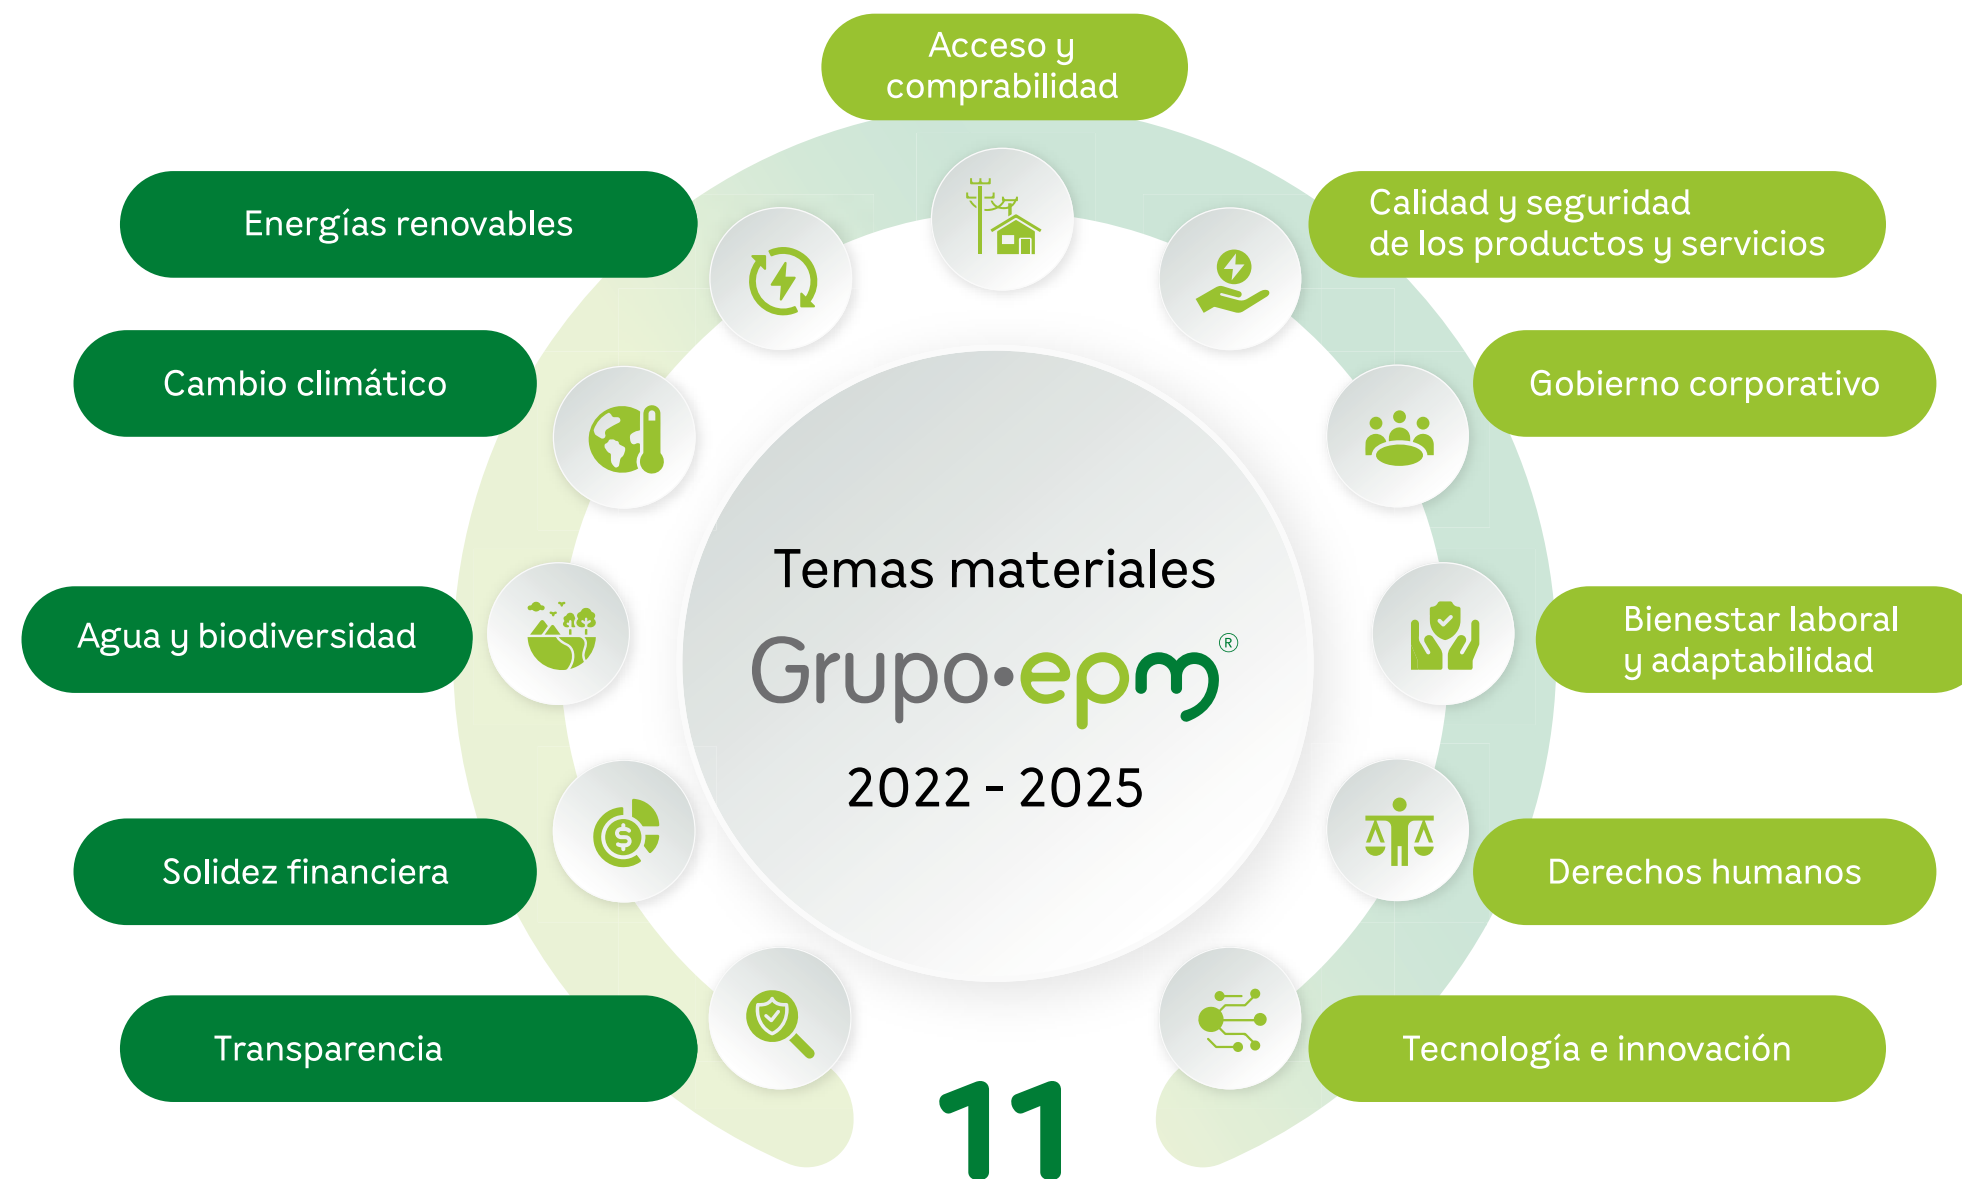 Acceso y
comprabilidad
Energías renovables
Calidad y seguridad
de los productos y servicios
Cambio climático
Gobierno corporativo
Temas materiales
Grupo·epm®
2022 - 2025
Agua y biodiversidad
Bienestar laboral
y adaptabilidad
Solidez financiera
Derechos humanos
Transparencia
Tecnología e innovación
11